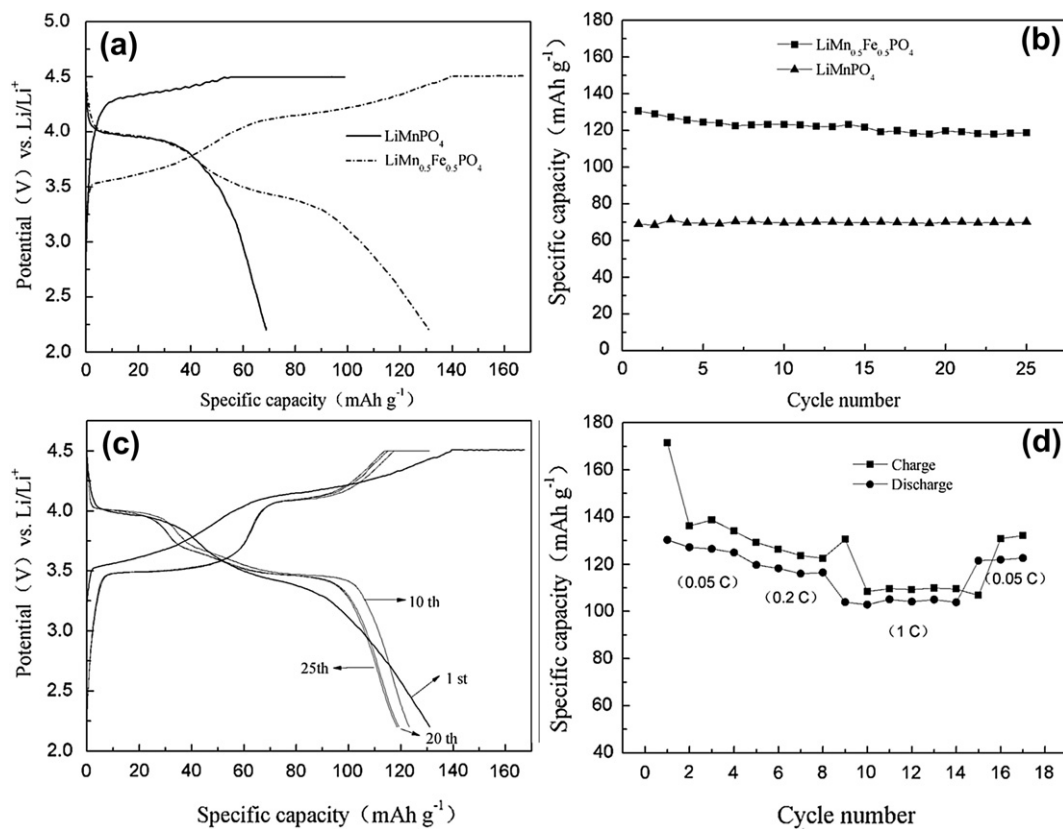 (a)
4.5
4.0
3.5
3.0
2.5
2.0
Potential (V) vs. Li/Li⁺
LiMnPO₄
LiMn₀.₅Fe₀.₅PO₄
0 20 40 60 80 100 120 140 160
Specific capacity (mAh g⁻¹)
(b)
180
160
140
120
100
80
60
40
20
0
Specific capacity (mAh g⁻¹)
LiMn₀.₅Fe₀.₅PO₄
LiMnPO₄
0 5 10 15 20 25
Cycle number
(c)
4.5
4.0
3.5
3.0
2.5
2.0
Potential (V) vs. Li/Li⁺
10 th
25th
1 st
20 th
0 20 40 60 80 100 120 140 160
Specific capacity (mAh g⁻¹)
(d)
180
160
140
120
100
80
60
40
Specific capacity (mAh g⁻¹)
Charge
Discharge
(0.05 C)
(0.2 C)
(1 C)
(0.05 C)
0 2 4 6 8 10 12 14 16 18
Cycle number